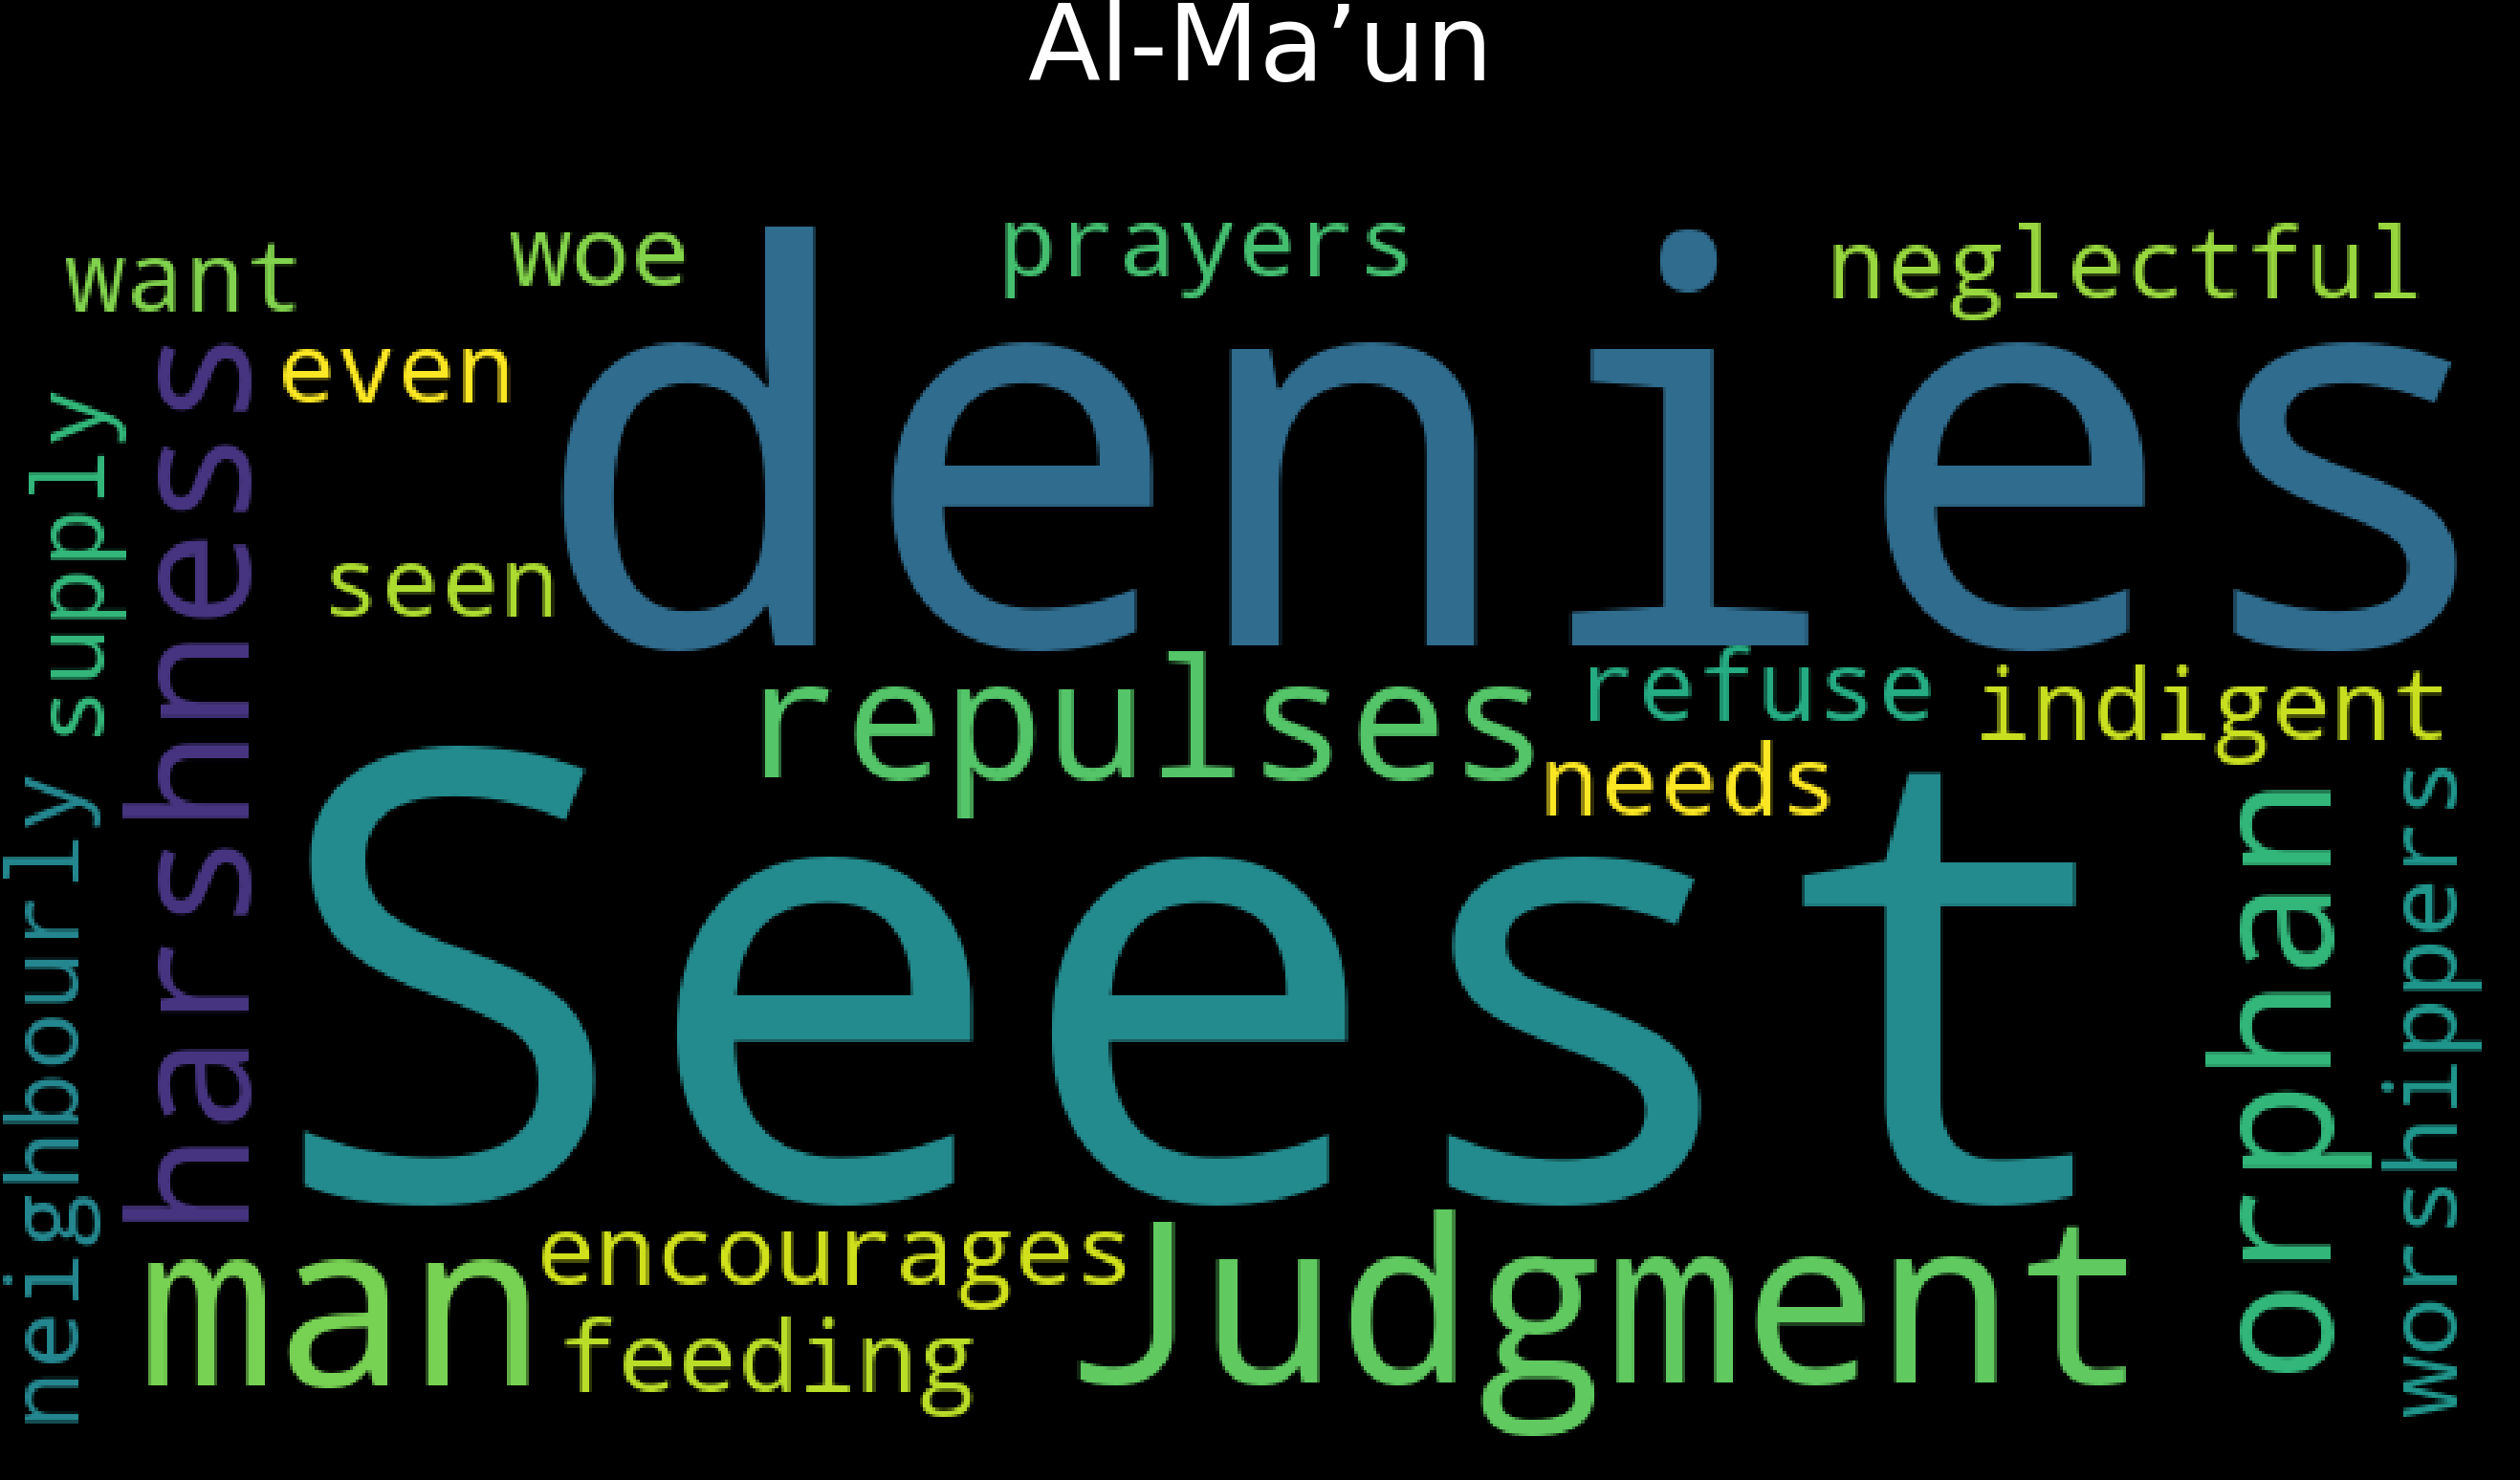 Al-Ma’un
want
woe
prayers
neglectful
even
denies
supply
harshness
seen
repulses
refuse
indigent
needs
Seest
neighbourly
orphan
worshippers
man
encourages
Judgment
feeding